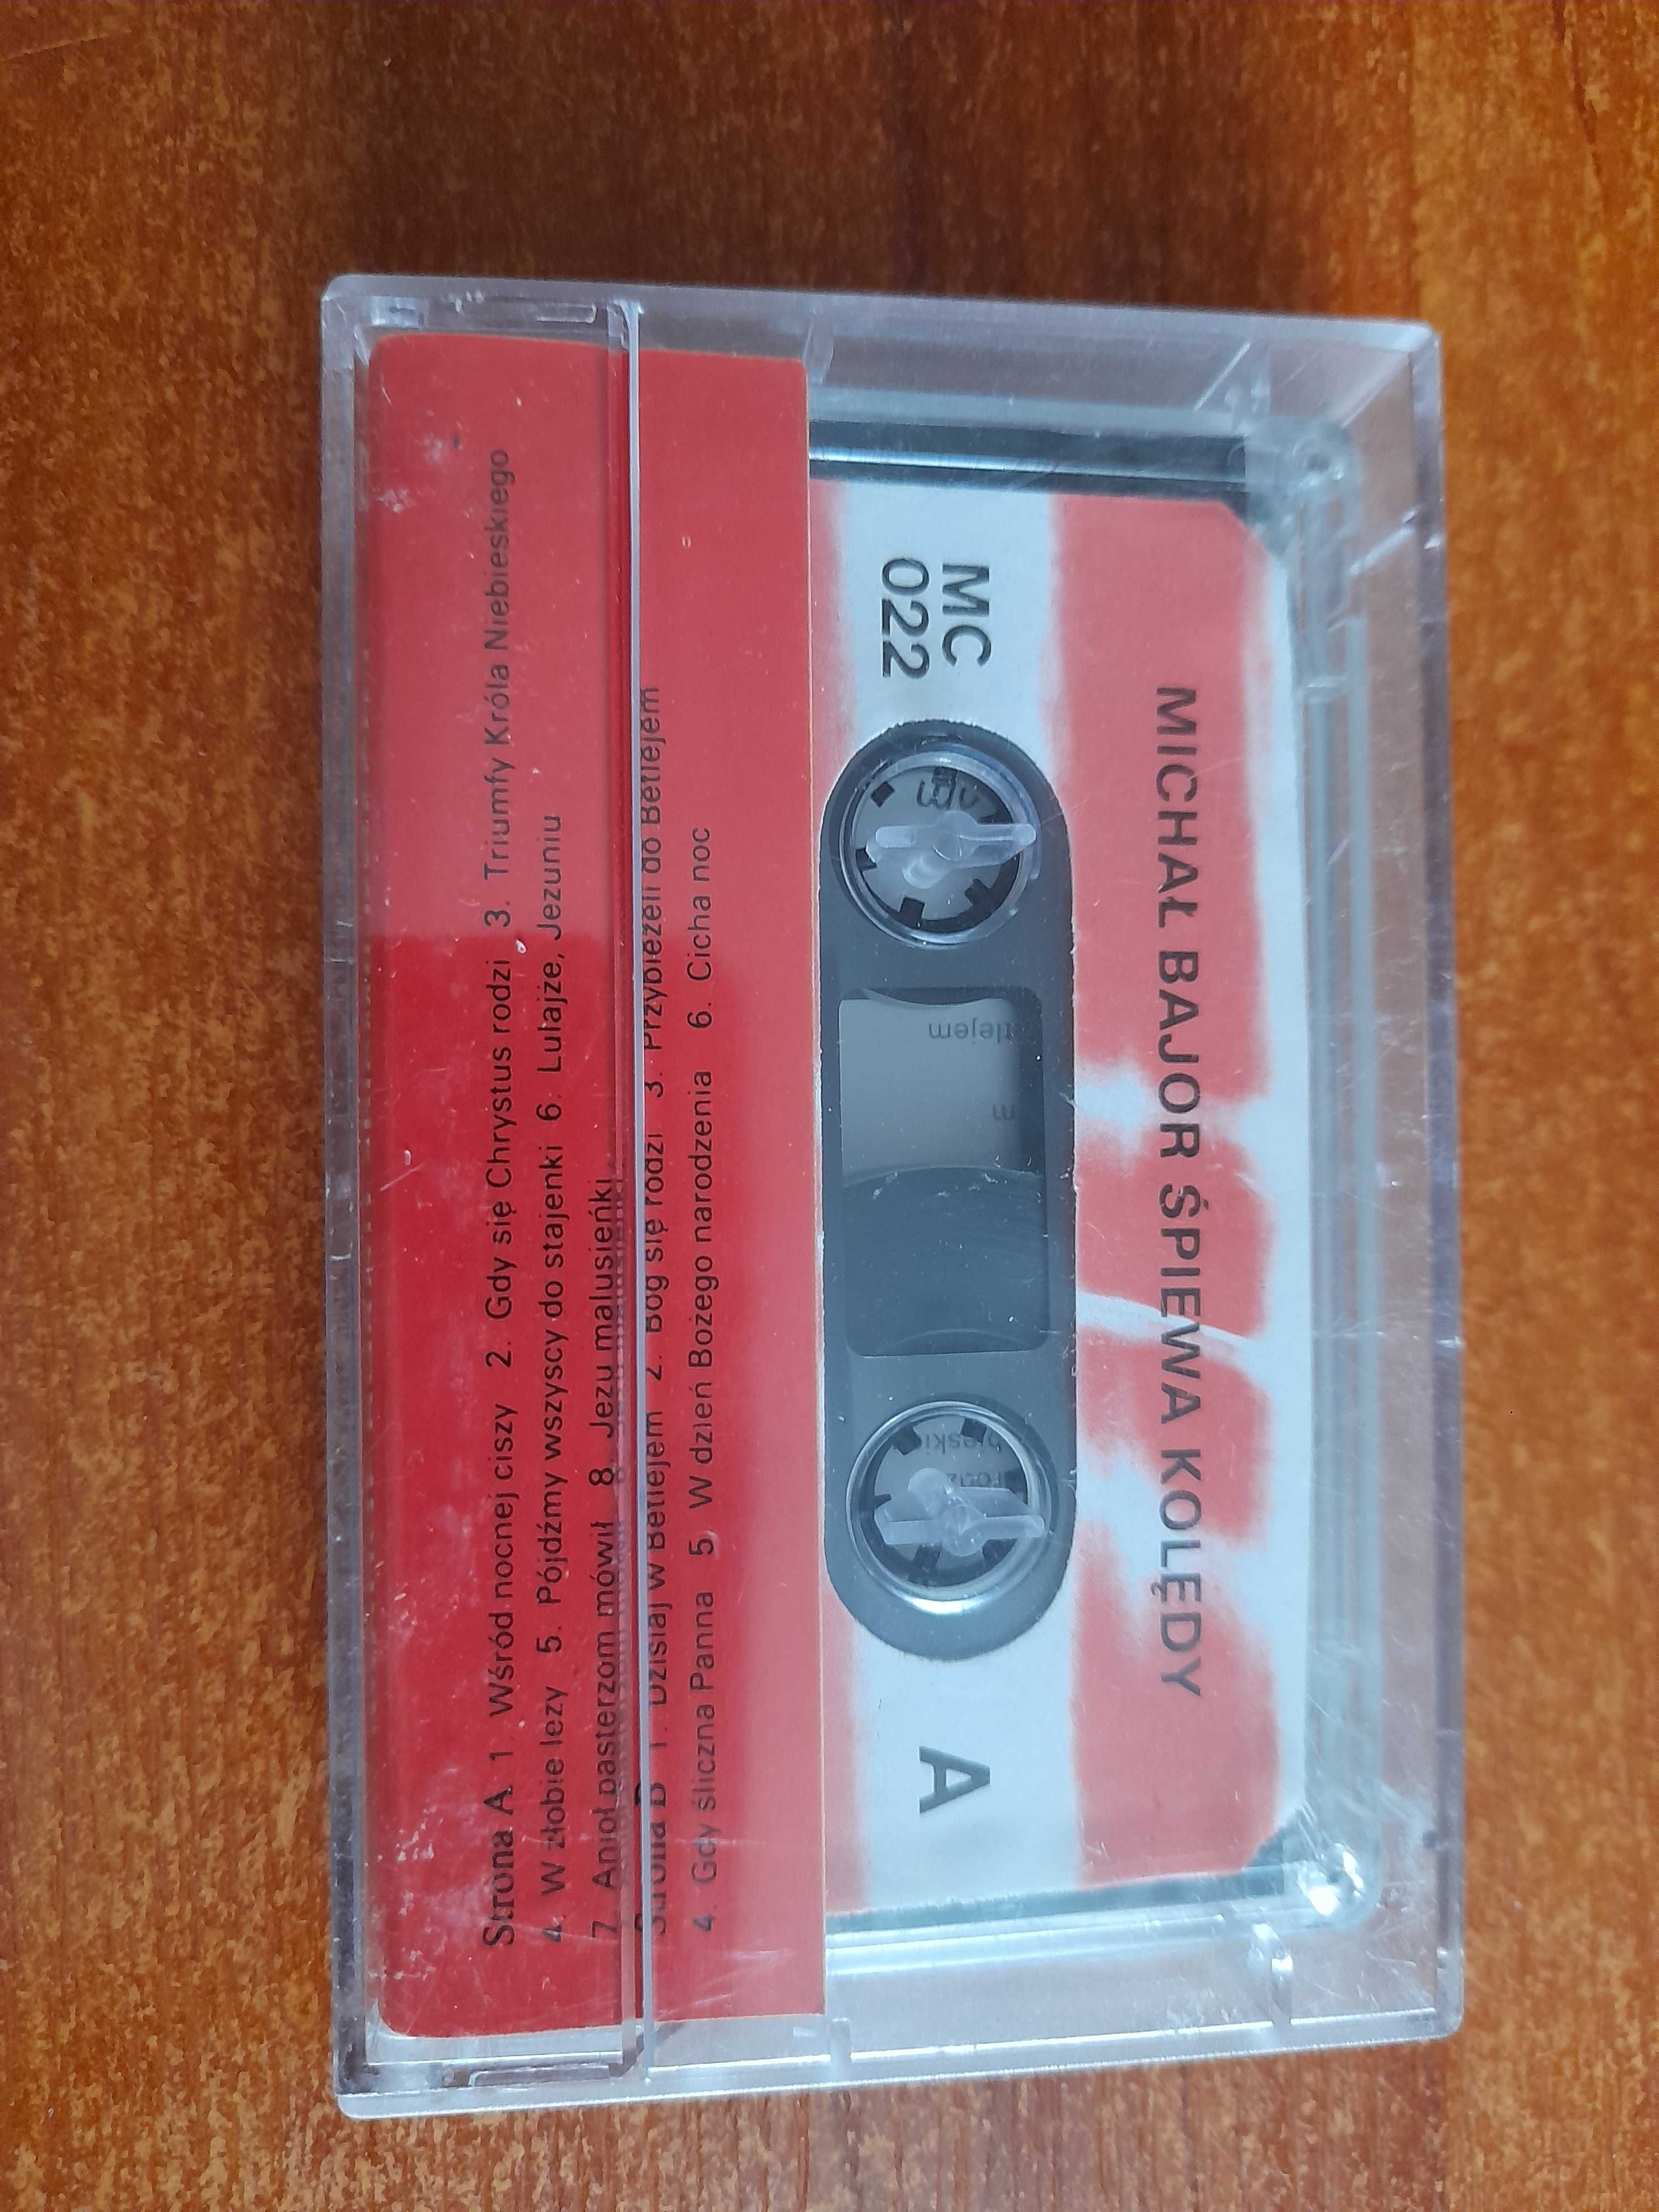 Strona A 1. Wśród nocnej ciszy 2. Gdy się Chrystus rodzi 3. Triumfy Króla Niebieskiego
4. W żłobie leży 5. Pójdźmy wszyscy do stajenki 6. Lulajże, Jezuniu
7. Anioł pasterzom mówił 8. Jezu malusieńki
Strona B 1. Dzisiaj w Betlejem 2. Bóg się rodzi 3. Przybieżeli do Betlejem
4. Gdy śliczna Panna 5 W dzień Bożego narodzenia 6. Cicha noc
MICHAŁ BAJOR ŚPIEWA KOLĘDY
MC
022
A